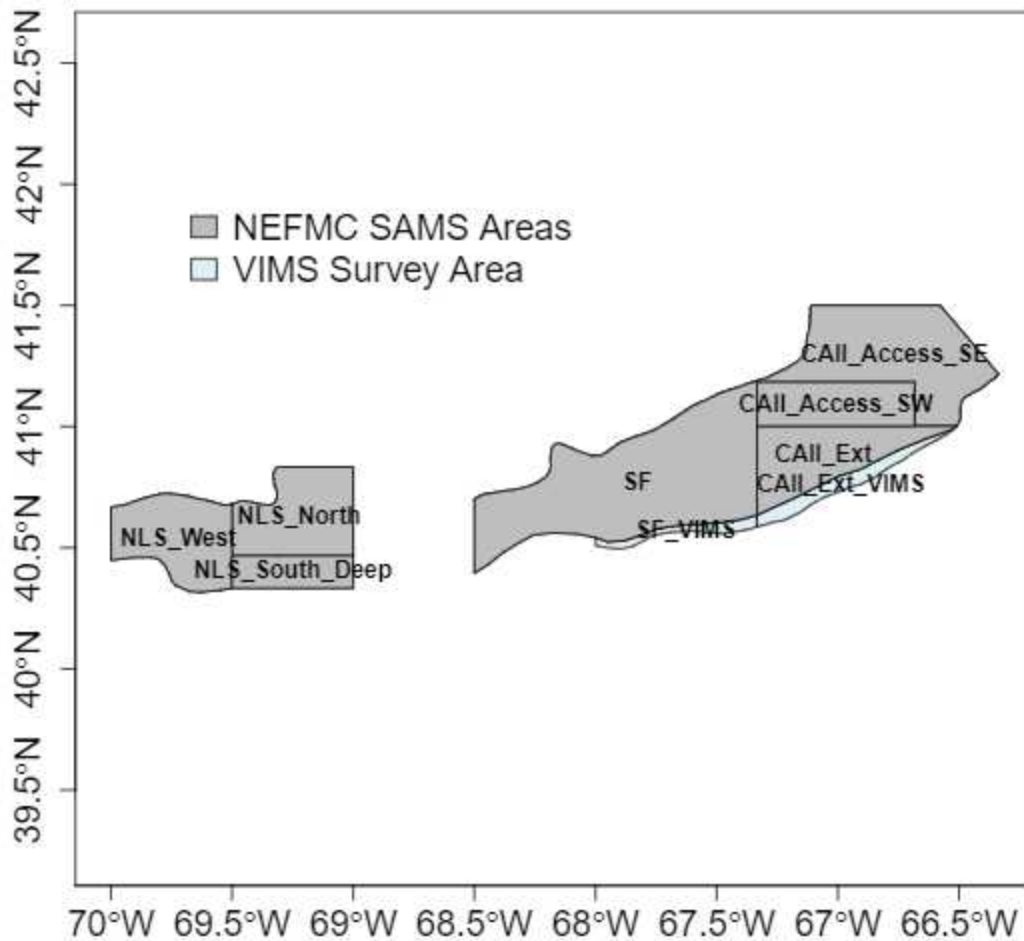 42.5°N
42°N
41.5°N
41°N
40.5°N
40°N
39.5°N
NEFMC SAMS Areas
VIMS Survey Area
CAII_Access_SE
CAII_Access_SW
CAII_Ext
CAII_Ext_VIMS
SF
SF_VIMS
NLS_North
NLS_West
NLS_South_Deep
70°W 69.5°W 69°W 68.5°W 68°W 67.5°W 67°W 66.5°W